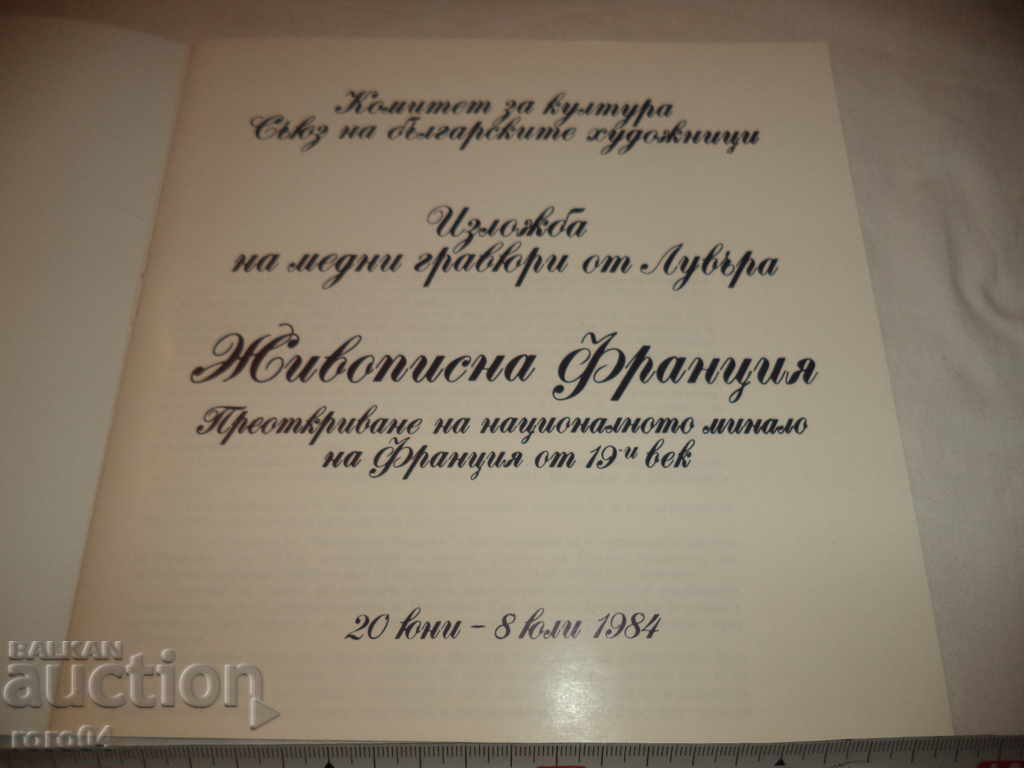 Комитет за култура
Съюз на българските художници
Изложба
на медни гравюри от Лувъра
Живописна Франция
Преоткриване на националното минало
на Франция от 19-и век
20 юни - 8 юли 1984
BALKAN
auction
roro04